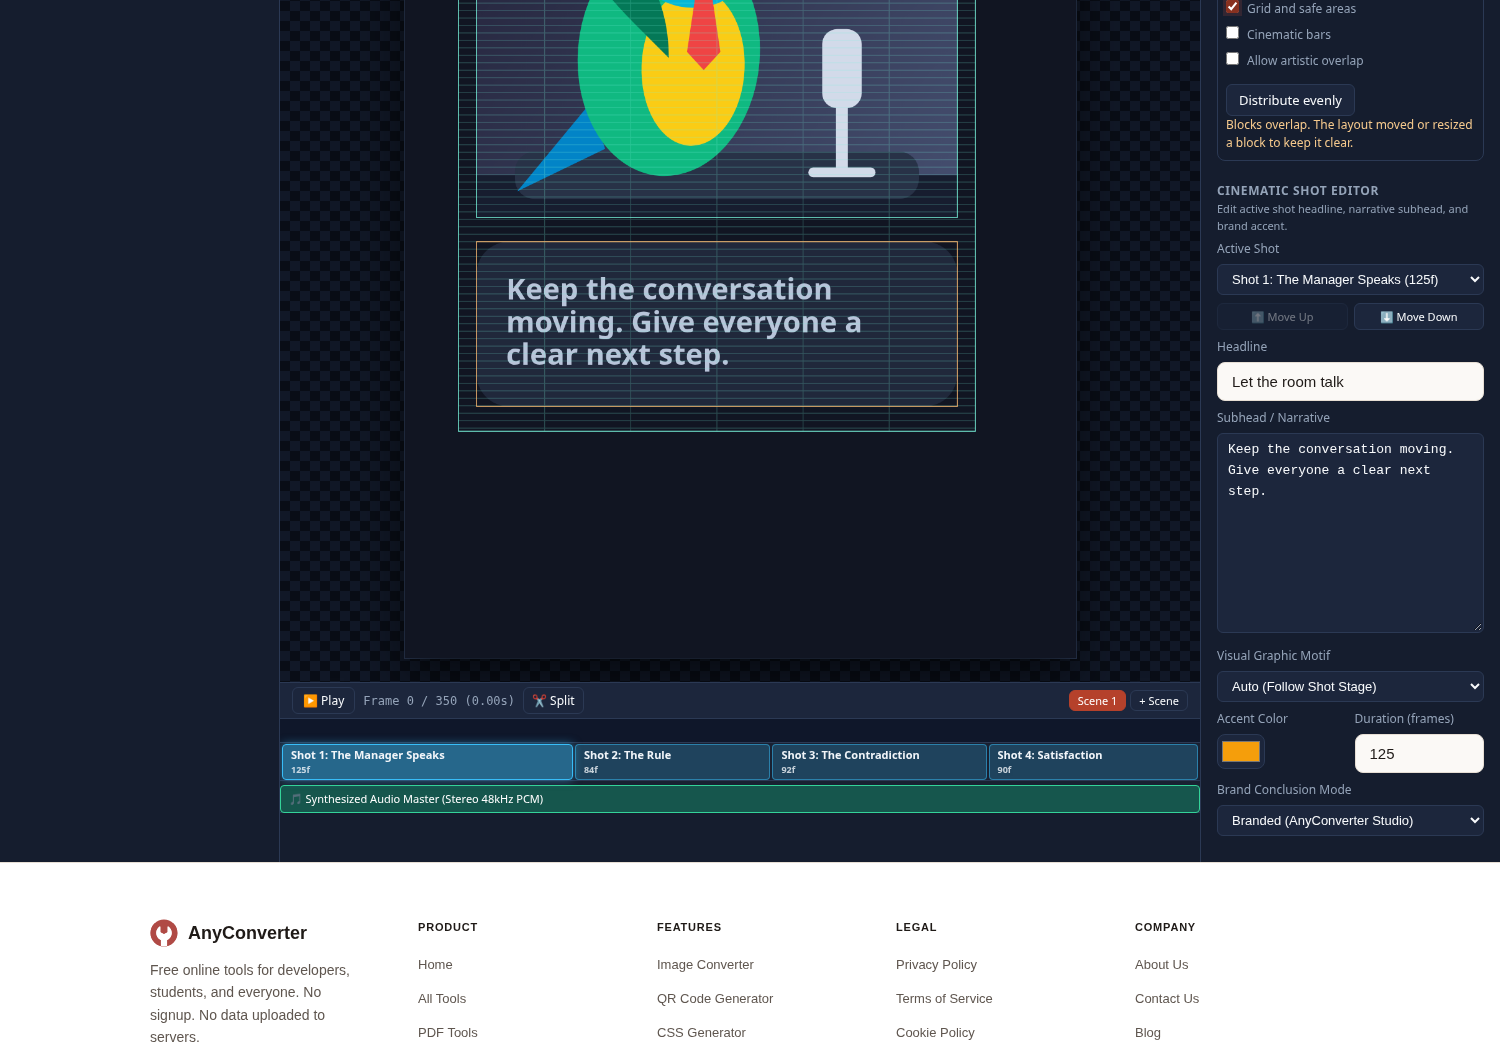 Grid and safe areas
Cinematic bars
Allow artistic overlap
Distribute evenly
Blocks overlap. The layout moved or resized
a block to keep it clear.
Keep the conversation
moving. Give everyone a
clear next step.
CINEMATIC SHOT EDITOR
Edit active shot headline, narrative subhead, and
brand accent.
Active Shot
Shot 1: The Manager Speaks (125f)
⬆️ Move Up
⬇️ Move Down
Headline
Let the room talk
Subhead / Narrative
Keep the conversation moving.
Give everyone a clear next
step.
Visual Graphic Motif
Auto (Follow Shot Stage)
Accent Color
Duration (frames)
125
Brand Conclusion Mode
Branded (AnyConverter Studio)
▶️ Play
Frame 0 / 350 (0.00s)
✂️ Split
Scene 1
+ Scene
Shot 1: The Manager Speaks
125f
Shot 2: The Rule
84f
Shot 3: The Contradiction
92f
Shot 4: Satisfaction
90f
🎵 Synthesized Audio Master (Stereo 48kHz PCM)
AnyConverter
Free online tools for developers,
students, and everyone. No
signup. No data uploaded to
servers.
PRODUCT
Home
All Tools
PDF Tools
FEATURES
Image Converter
QR Code Generator
CSS Generator
LEGAL
Privacy Policy
Terms of Service
Cookie Policy
COMPANY
About Us
Contact Us
Blog